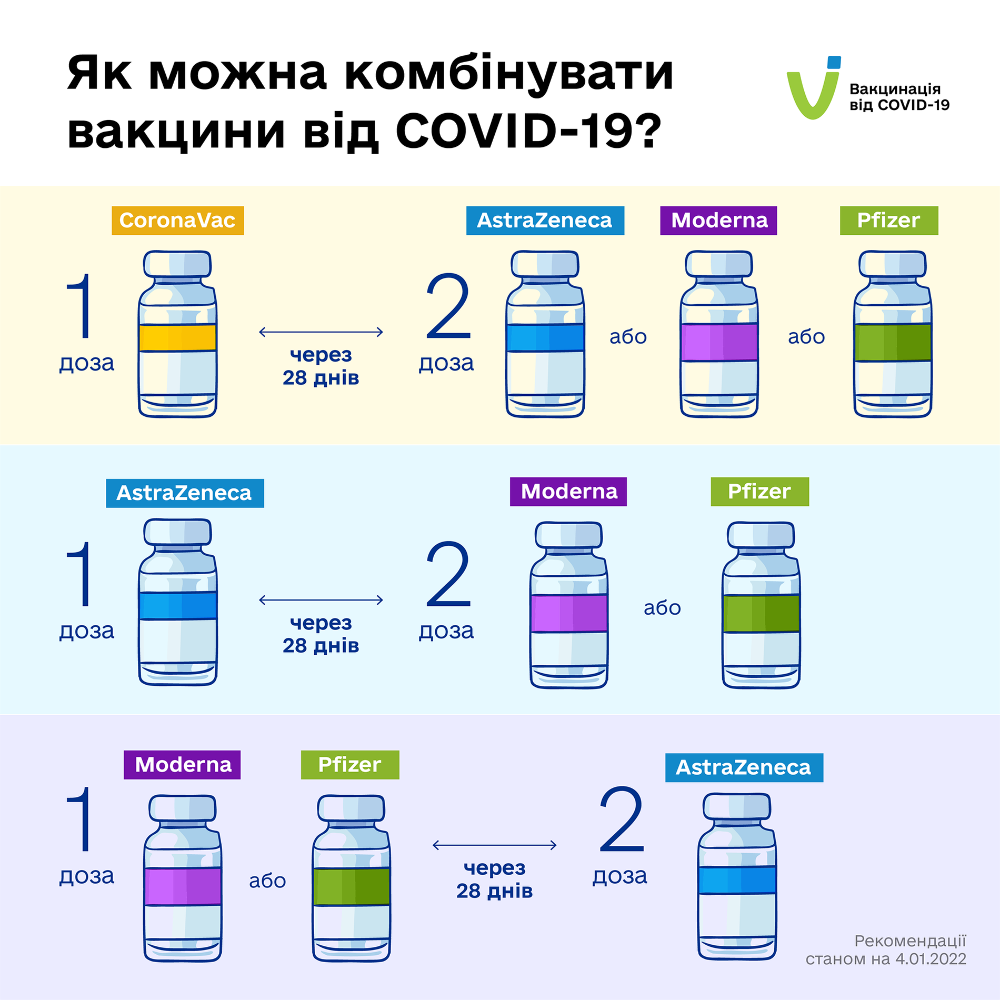 Як можна комбінувати
вакцини від COVID-19?
Вакцинація
від COVID-19
CoronaVac
AstraZeneca
Moderna
Pfizer
1
доза
через
28 днів
2
доза
або
або
AstraZeneca
Moderna
Pfizer
1
доза
через
28 днів
2
доза
або
Moderna
Pfizer
AstraZeneca
1
доза
або
через
28 днів
2
доза
Рекомендації
станом на 4.01.2022